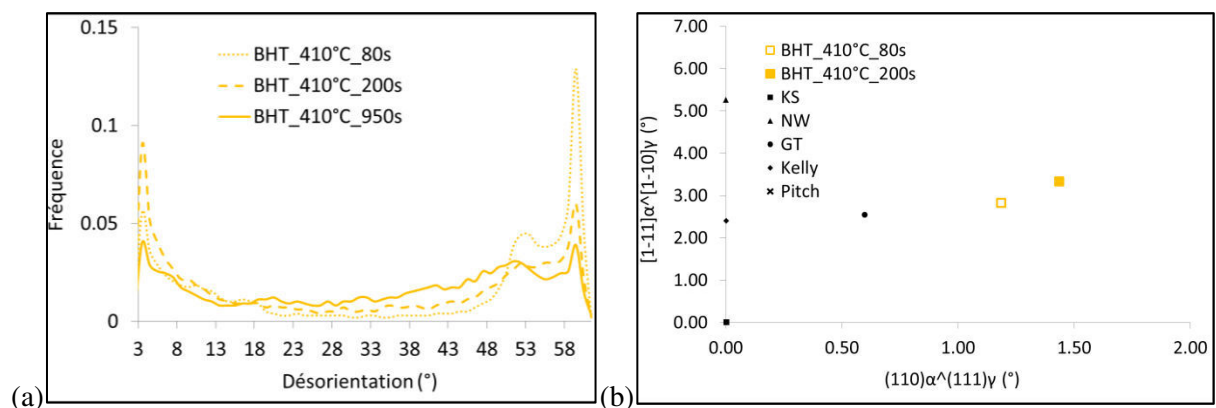 0.15
0.1
0.05
0
Fréquence
BHT_410°C_80s
BHT_410°C_200s
BHT_410°C_950s
3 8 13 18 23 28 33 38 43 48 53 58
Désorientation (°)
(a)
7.00
6.00
5.00
4.00
3.00
2.00
1.00
0.00
[1-11]α^[1-10]γ (°)
BHT_410°C_80s
BHT_410°C_200s
KS
NW
GT
Kelly
Pitch
0.00 0.50 1.00 1.50 2.00
(110)α^(111)γ (°)
(b)